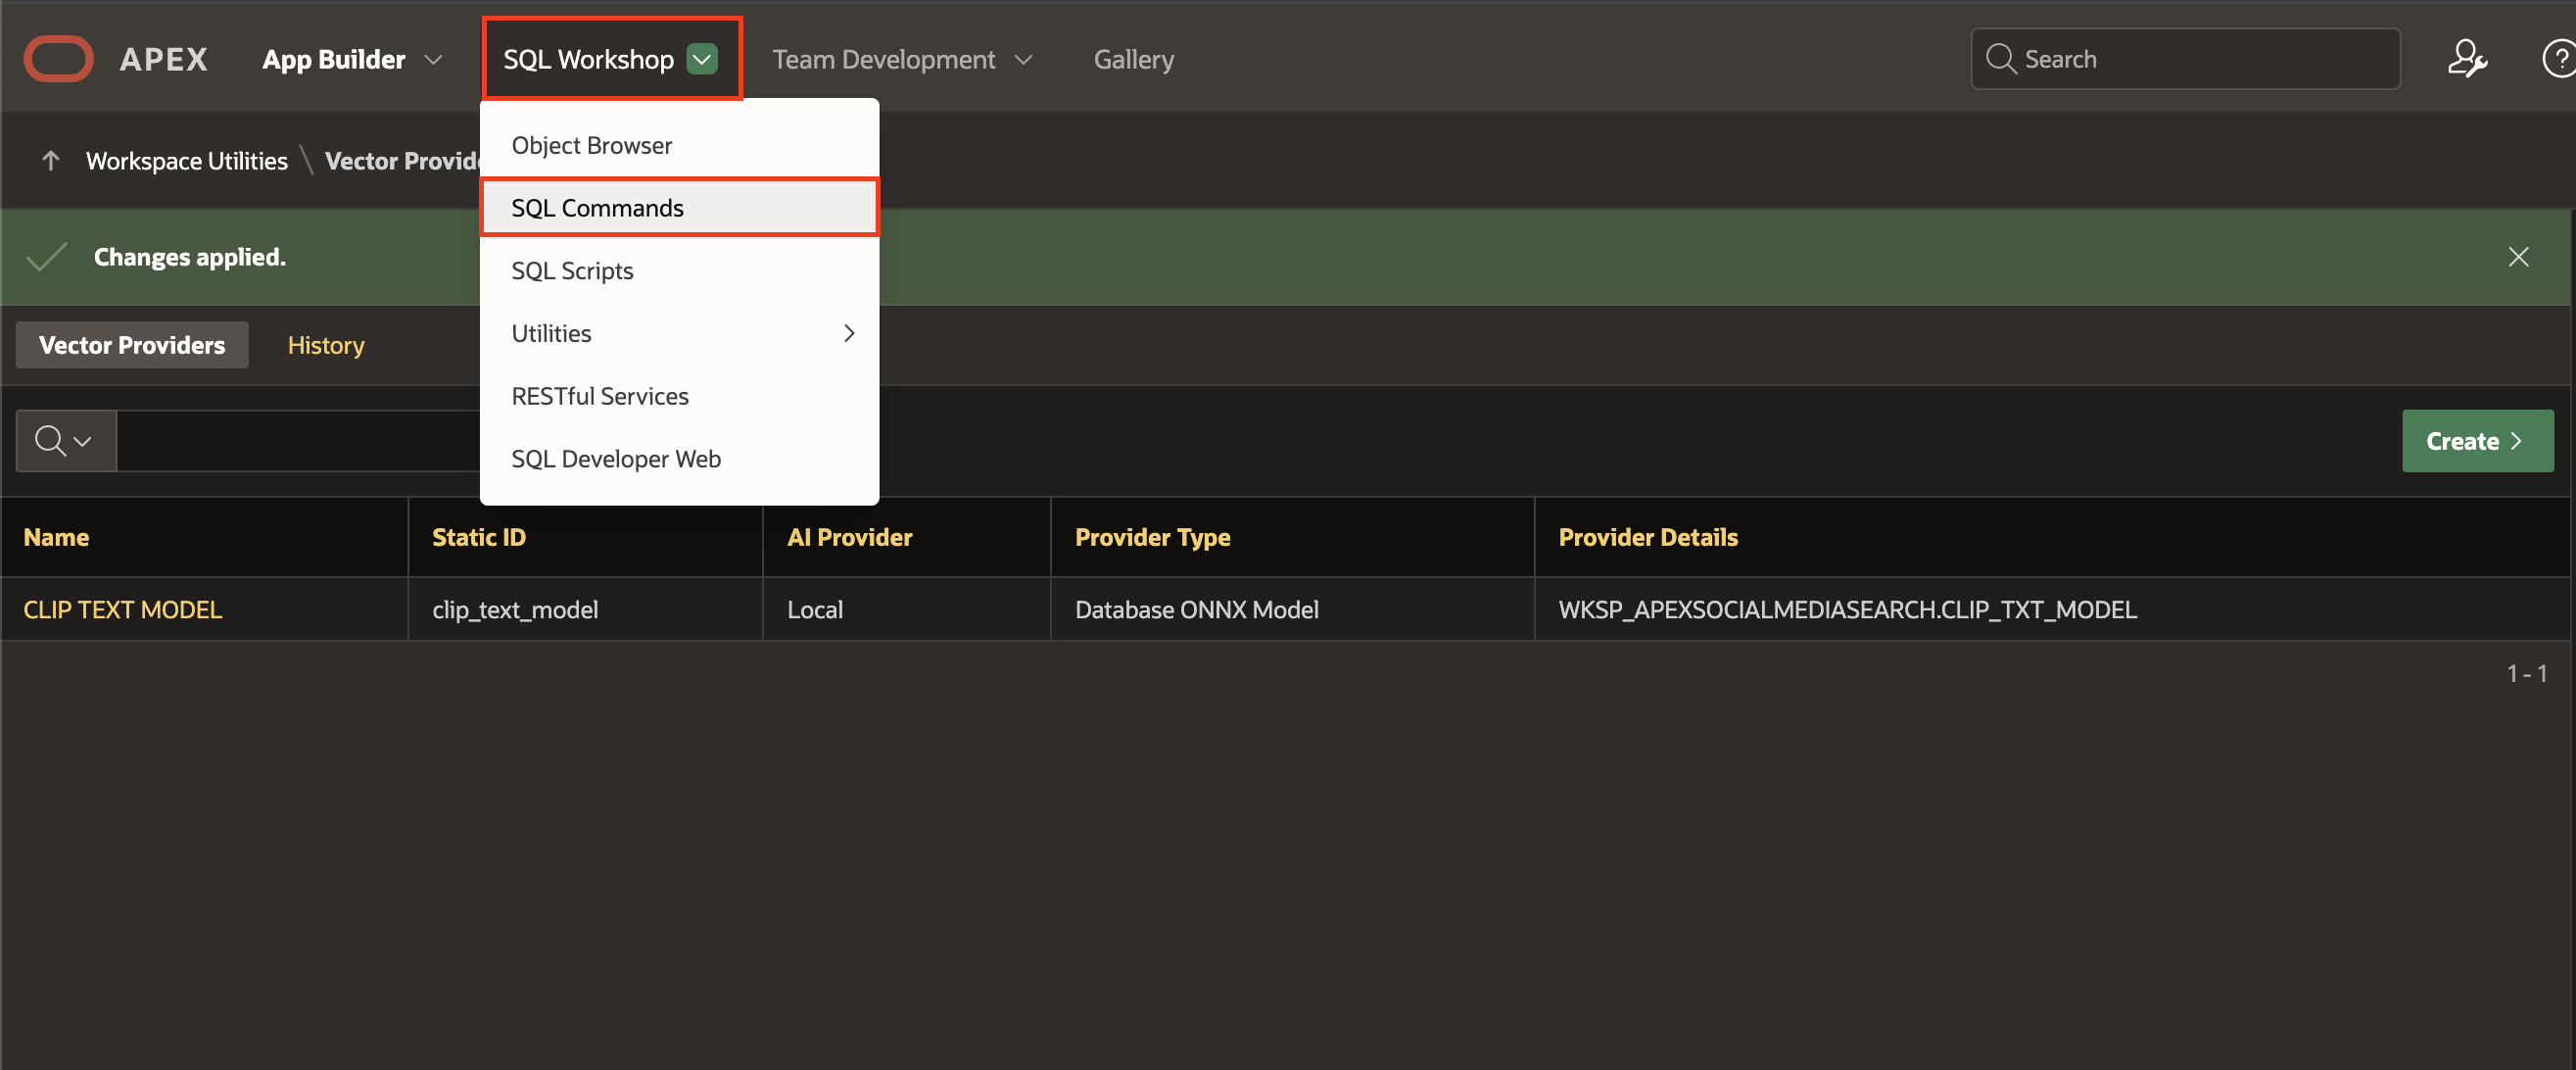 APEX App Builder SQL Workshop Team Development Gallery Search ?
Object Browser
SQL Commands
SQL Scripts
Utilities
RESTful Services
SQL Developer Web
Workspace Utilities \ Vector
Changes applied.
Vector Providers History
Create
Name Static ID AI Provider Provider Type Provider Details
CLIP TEXT MODEL clip_text_model Local Database ONNX Model WKSP_APEXSOCIALMEDIASEARCH.CLIP_TXT_MODEL
1 - 1